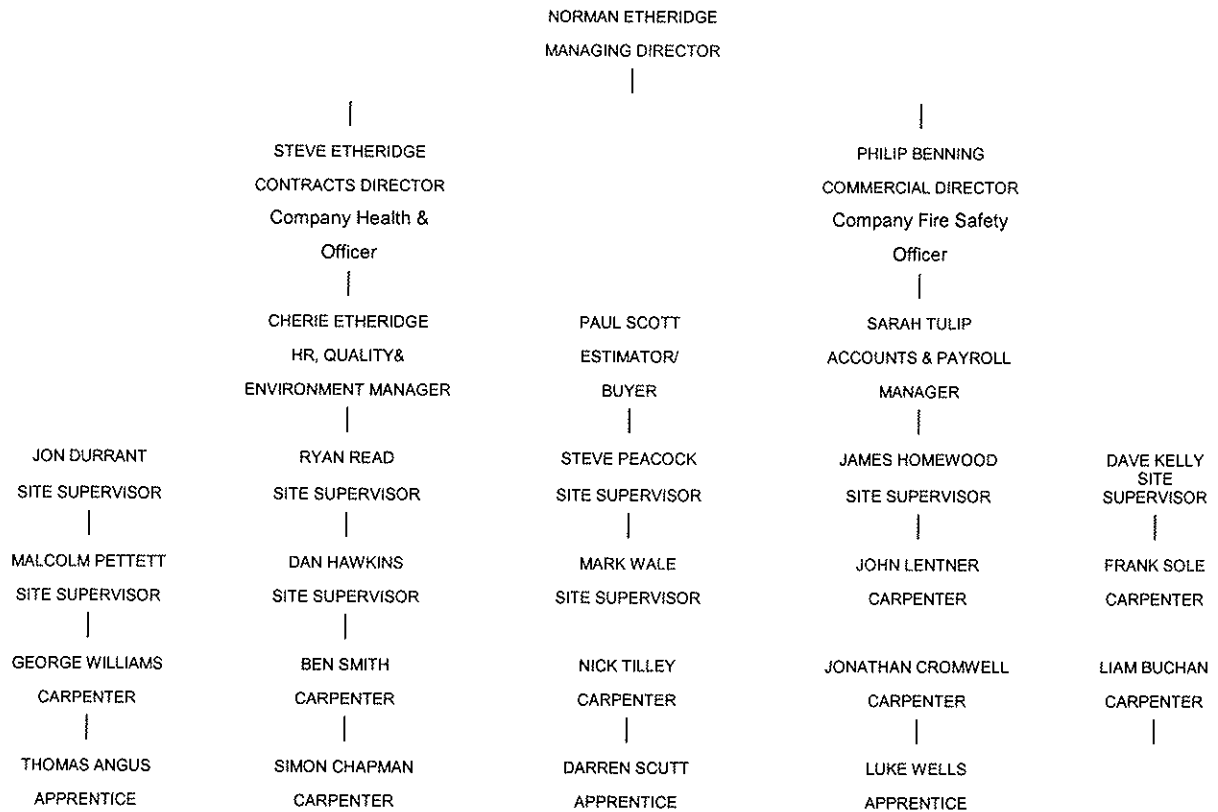 NORMAN ETHERIDGE
MANAGING DIRECTOR
STEVE ETHERIDGE
CONTRACTS DIRECTOR
Company Health &
Officer
PHILIP BENNING
COMMERCIAL DIRECTOR
Company Fire Safety
Officer
CHERIE ETHERIDGE
HR, QUALITY&
ENVIRONMENT MANAGER
PAUL SCOTT
ESTIMATOR/
BUYER
SARAH TULIP
ACCOUNTS & PAYROLL
MANAGER
JON DURRANT
SITE SUPERVISOR
RYAN READ
SITE SUPERVISOR
STEVE PEACOCK
SITE SUPERVISOR
JAMES HOMEWOOD
SITE SUPERVISOR
DAVE KELLY
SITE
SUPERVISOR
MALCOLM PETTETT
SITE SUPERVISOR
DAN HAWKINS
SITE SUPERVISOR
MARK WALE
SITE SUPERVISOR
JOHN LENTNER
CARPENTER
FRANK SOLE
CARPENTER
GEORGE WILLIAMS
CARPENTER
BEN SMITH
CARPENTER
NICK TILLEY
CARPENTER
JONATHAN CROMWELL
CARPENTER
LIAM BUCHAN
CARPENTER
THOMAS ANGUS
APPRENTICE
SIMON CHAPMAN
CARPENTER
DARREN SCUTT
APPRENTICE
LUKE WELLS
APPRENTICE